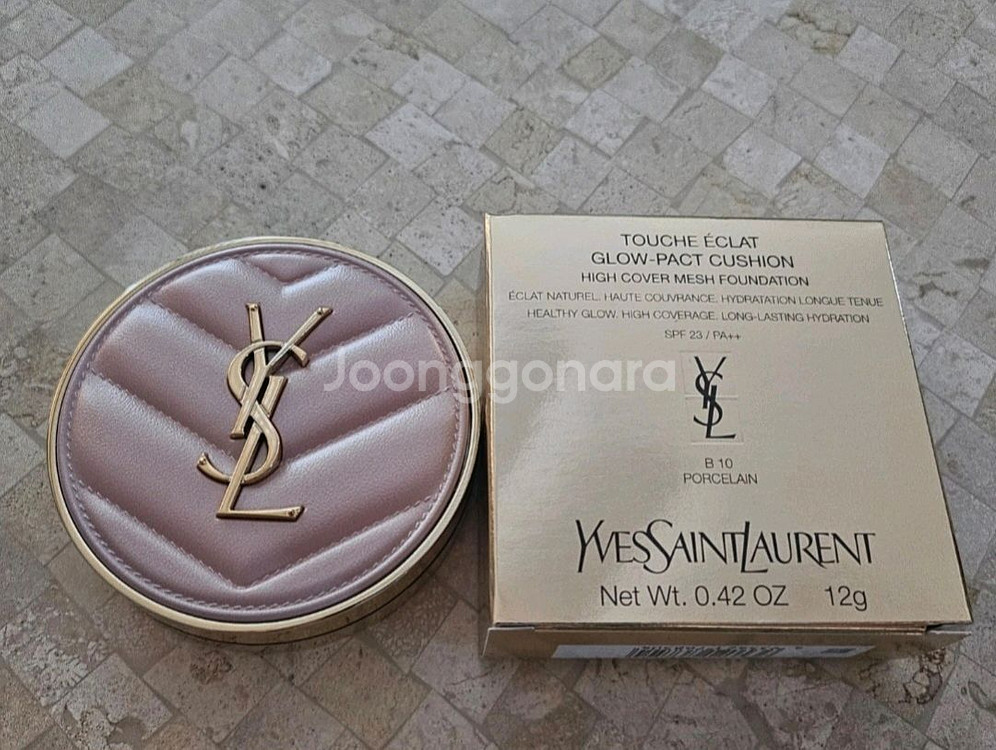 TOUCHE ÉCLAT
GLOW-PACT CUSHION
HIGH COVER MESH FOUNDATION
ÉCLAT NATUREL. HAUTE COUVRANCE. HYDRATATION LONGUE TENUE
HEALTHY GLOW. HIGH COVERAGE. LONG-LASTING HYDRATION
SPF 23 / PA++
YSL
YSL
Joonggonara
B 10
PORCELAIN
YVESSAINTLAURENT
Net Wt. 0.42 OZ 12g